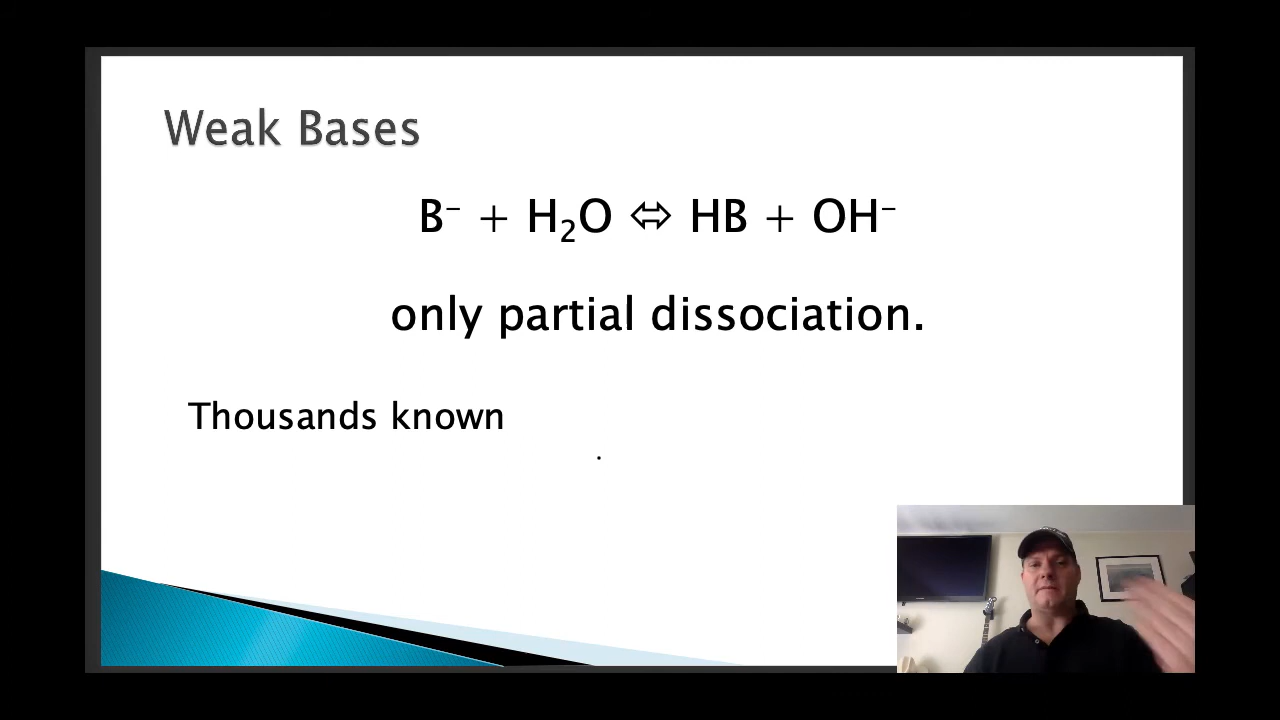 Weak Bases
B⁻ + H₂O ⬄ HB + OH⁻
only partial dissociation.
Thousands known
.